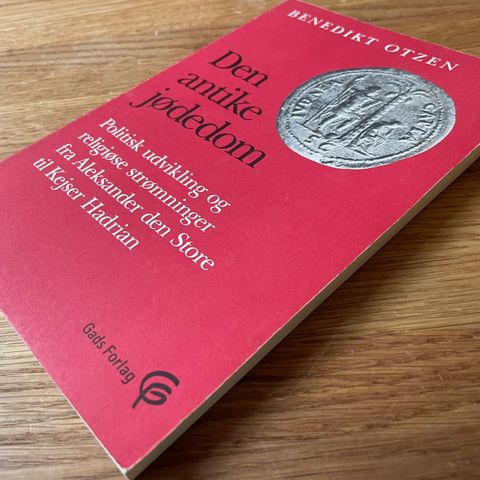 BENEDIKT OTZEN
Den
antike
jødedom
Politisk udvikling og
religiøse strømninger
fra Aleksander den Store
til Kejser Hadrian
Gads Forlag